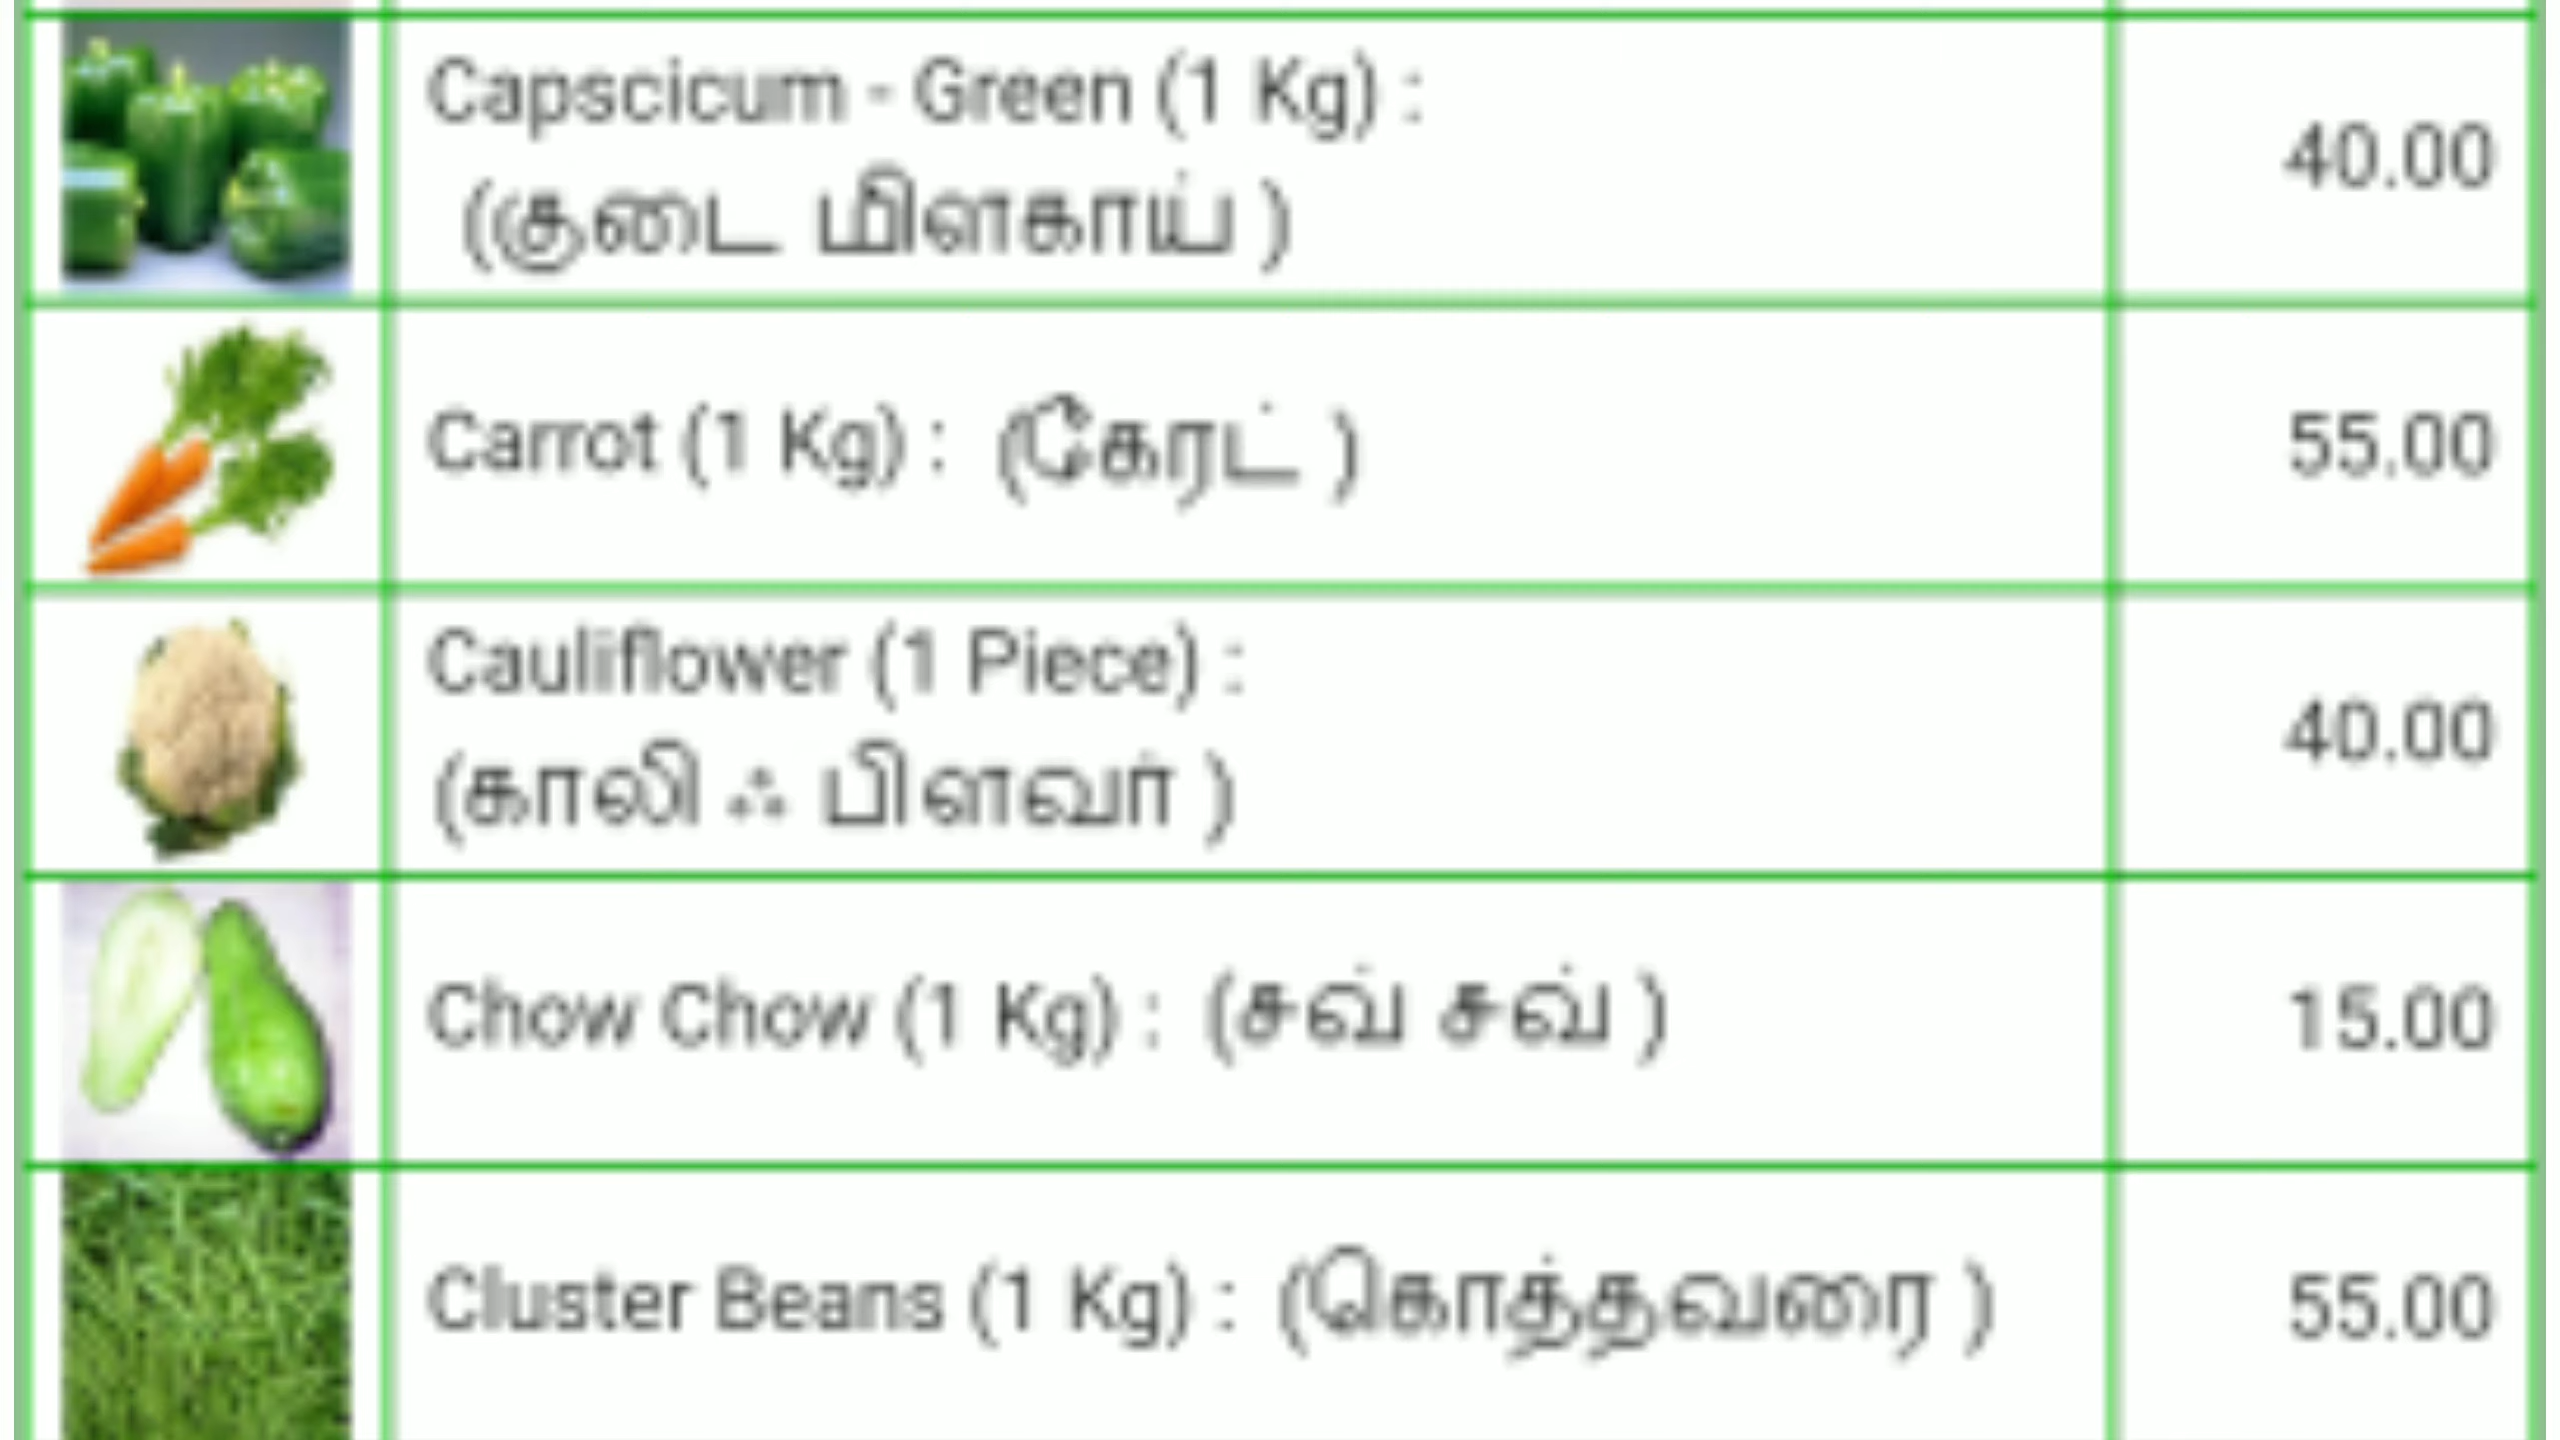 Capscicum - Green (1 Kg) :
(குடை மிளகாய் )
40.00
Carrot (1 Kg) : (கேரட் )
55.00
Cauliflower (1 Piece) :
(காலி ஃ பிளவர் )
40.00
Chow Chow (1 Kg) : (சவ் சவ் )
15.00
Cluster Beans (1 Kg) : (கொத்தவரை )
55.00